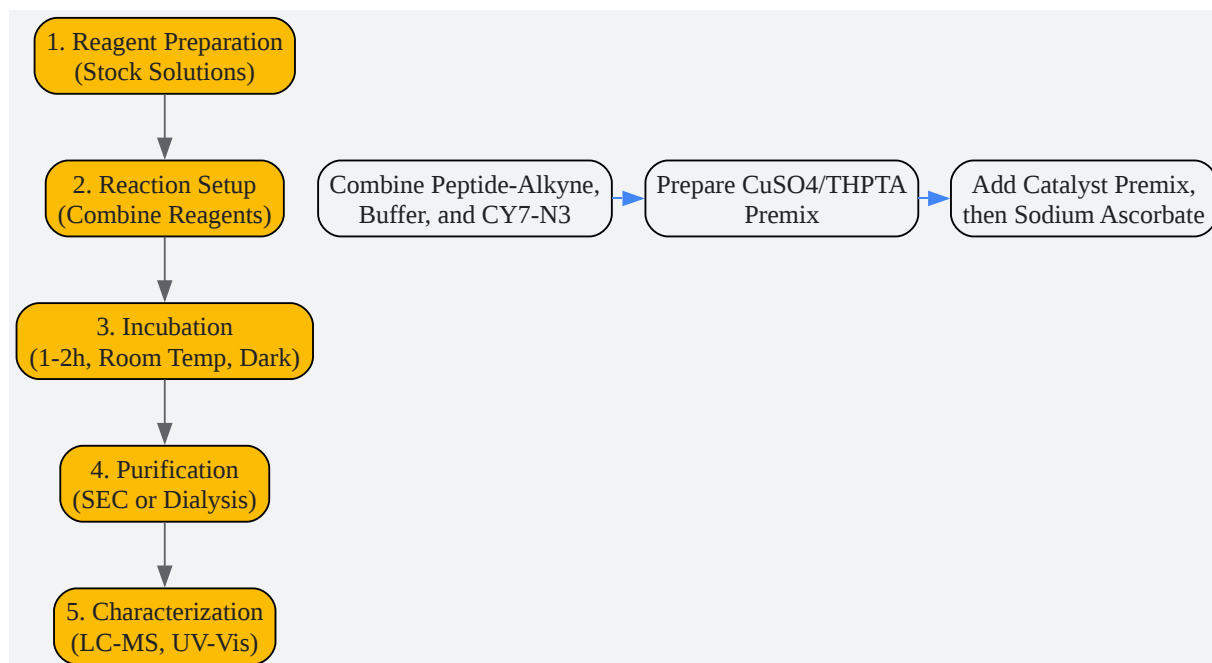 1. Reagent Preparation
(Stock Solutions)
2. Reaction Setup
(Combine Reagents)
Combine Peptide-Alkyne,
Buffer, and CY7-N3
Prepare CuSO4/THPTA
Premix
Add Catalyst Premix,
then Sodium Ascorbate
3. Incubation
(1-2h, Room Temp, Dark)
4. Purification
(SEC or Dialysis)
5. Characterization
(LC-MS, UV-Vis)